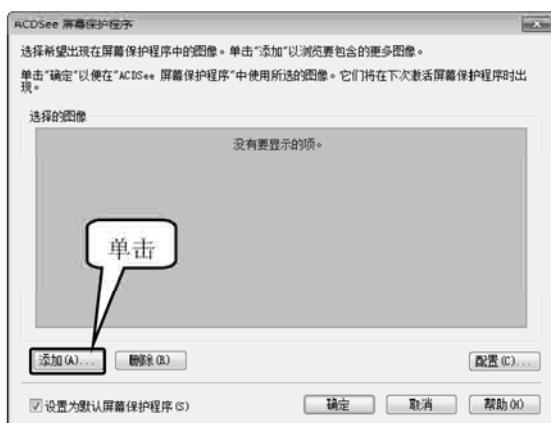 ACDSee 屏幕保护程序
选择希望出现在屏幕保护程序中的图像。单击"添加"以浏览要包含的更多图像。
单击"确定"以便在"ACDSee 屏幕保护程序"中使用所选的图像。它们将在下次激活屏幕保护程序时出
现。
选择的图像
没有要显示的项。
单击
添加(A)... 删除(R) 配置(C)...
设置为默认屏幕保护程序(S) 确定 取消 帮助(H)